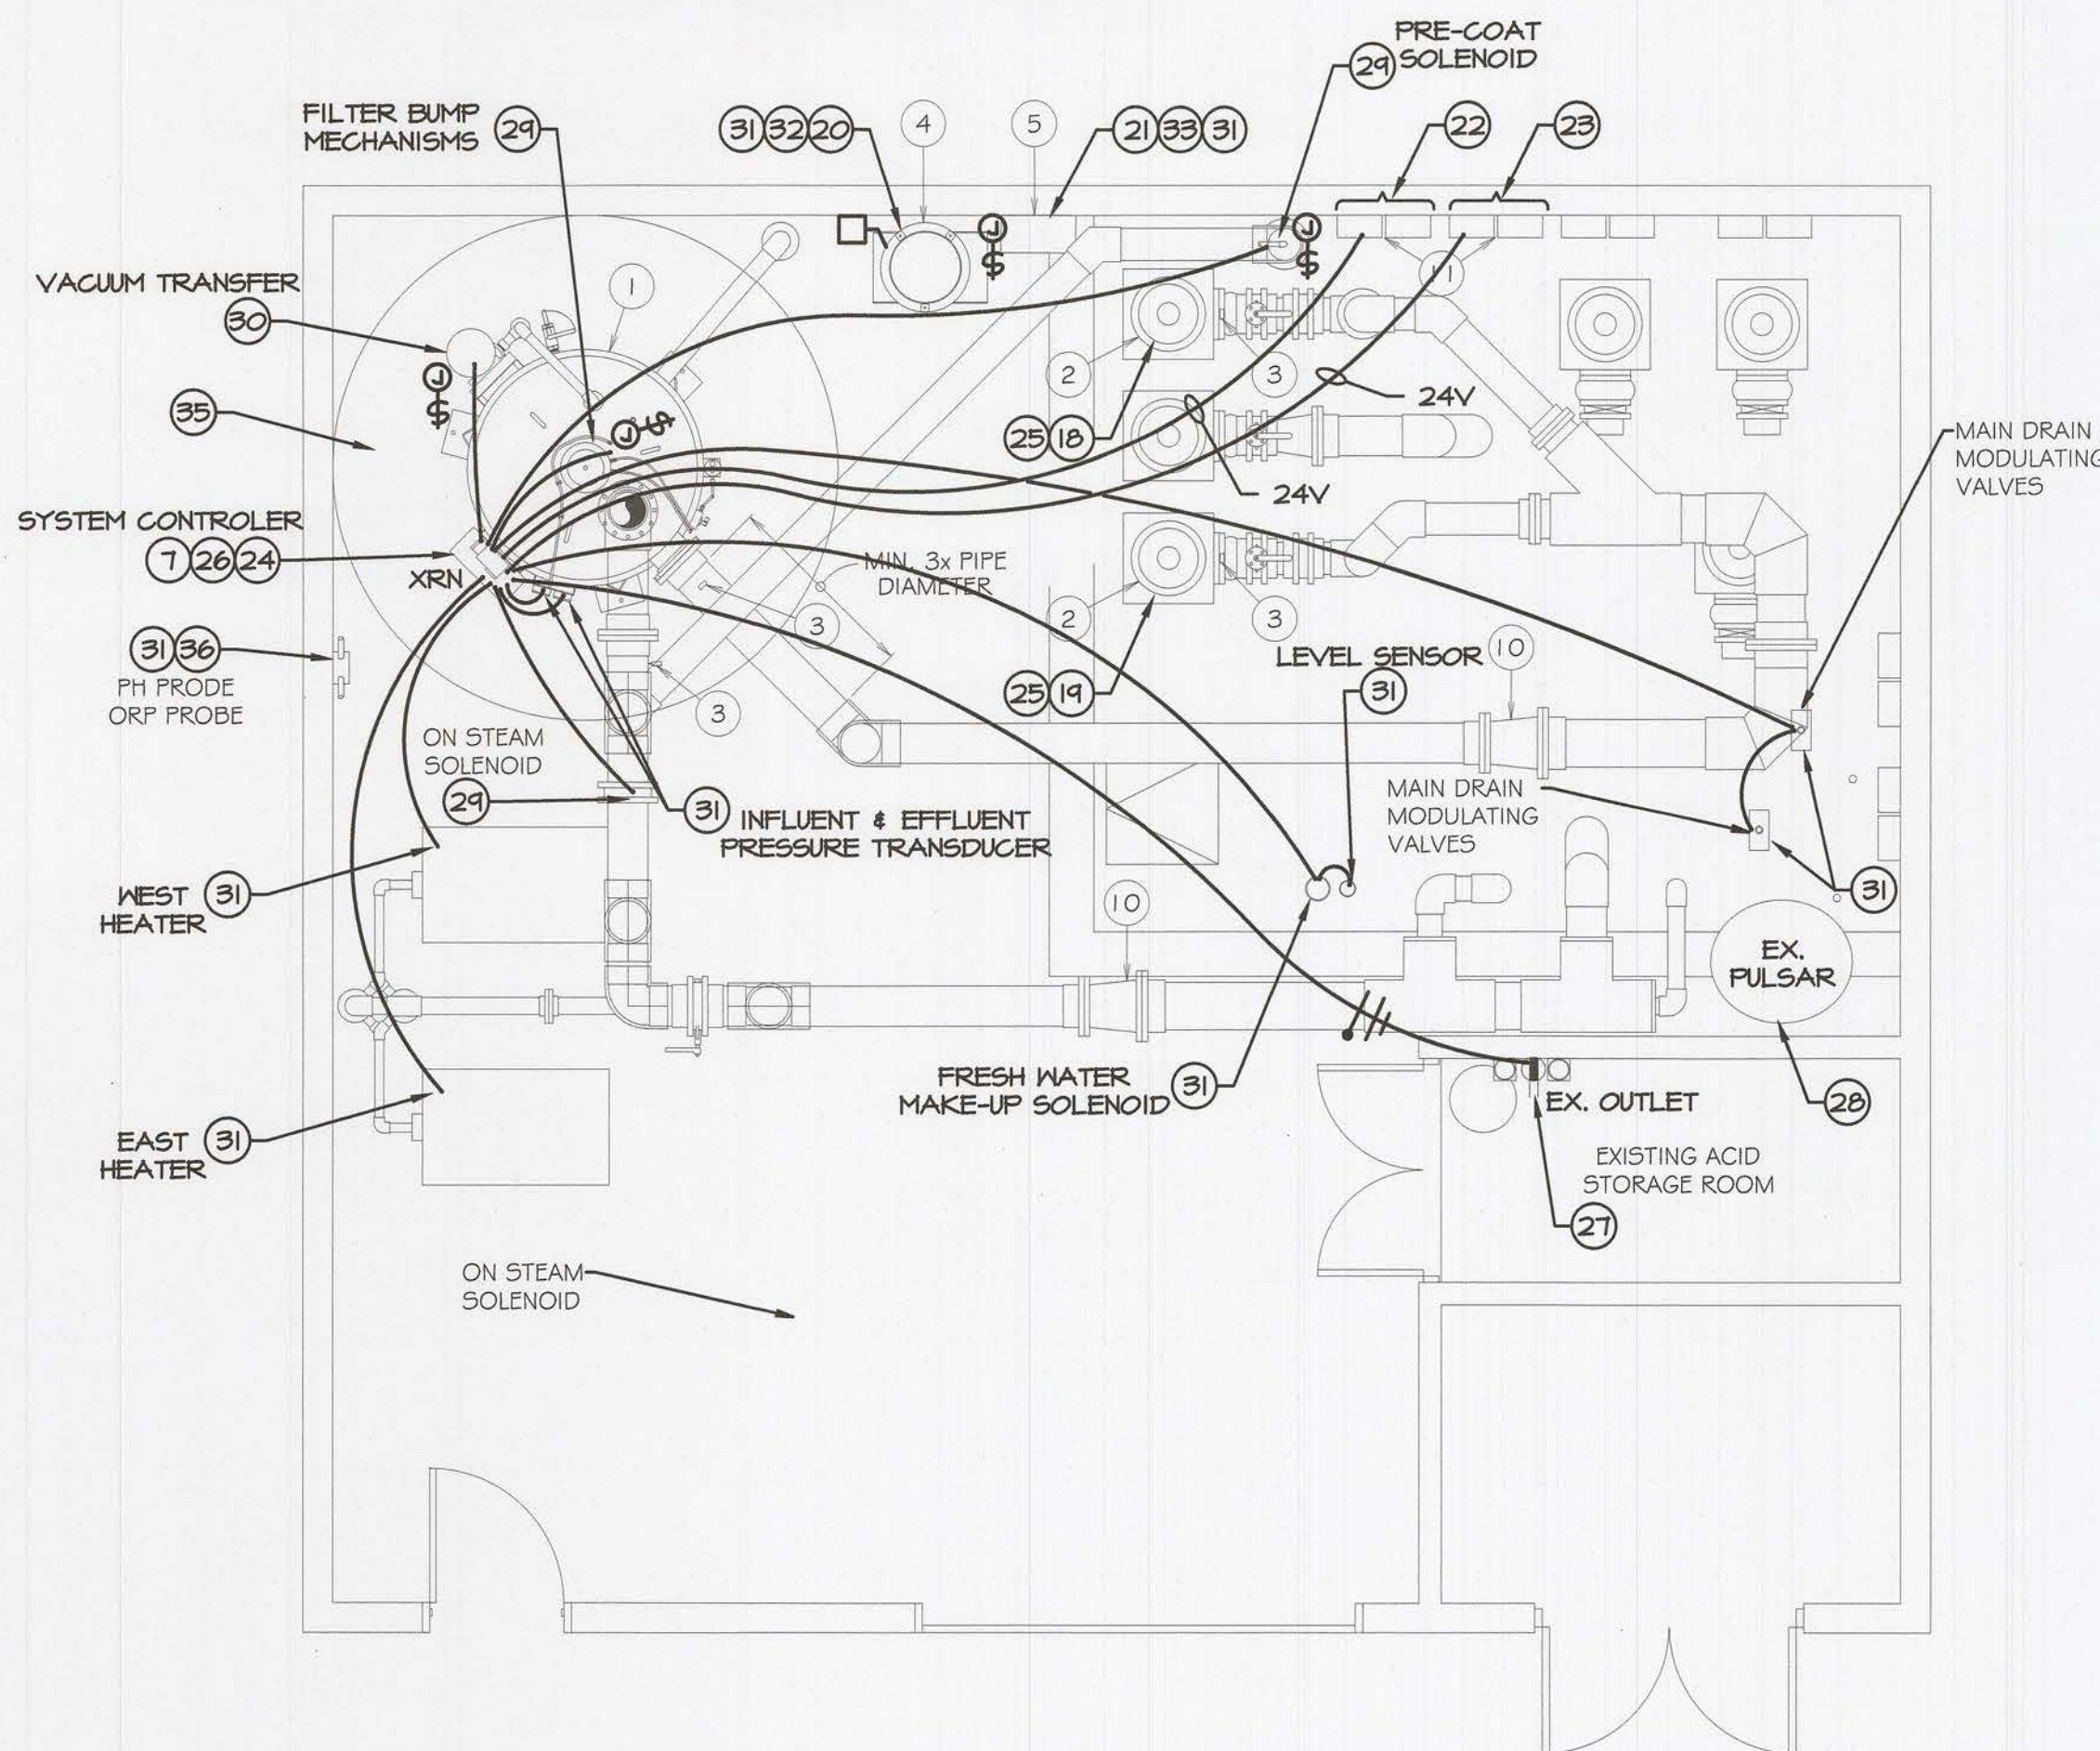 PRE-COAT
29 SOLENOID
FILTER BUMP
MECHANISMS 29
31 32 20
4
5
21 33 31
22
23
J
$
J
$
VACUUM TRANSFER
30
1
11
J
$
2
3
24V
35
J $
25 18
24V
MAIN DRAIN
MODULATING
VALVES
SYSTEM CONTROLER
7 26 24
XRN
MIN. 3x PIPE
DIAMETER
3
2
3
31 36
PH PRODE
ORP PROBE
LEVEL SENSOR
31
10
25 19
3
ON STEAM
SOLENOID
29
31 INFLUENT & EFFLUENT
PRESSURE TRANSDUCER
MAIN DRAIN
MODULATING
VALVES
31
WEST 31
HEATER
10
EX.
PULSAR
FRESH WATER
MAKE-UP SOLENOID 31
EX. OUTLET
28
EAST 31
HEATER
EXISTING ACID
STORAGE ROOM
27
ON STEAM
SOLENOID